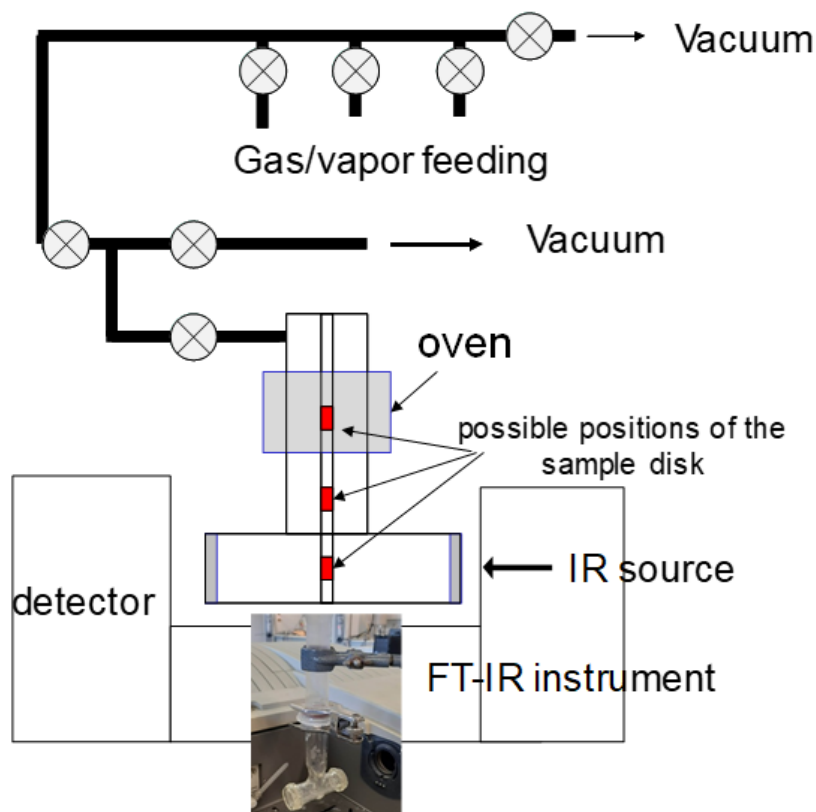 Vacuum
Gas/vapor feeding
Vacuum
oven
possible positions of the
sample disk
IR source
detector
FT-IR instrument